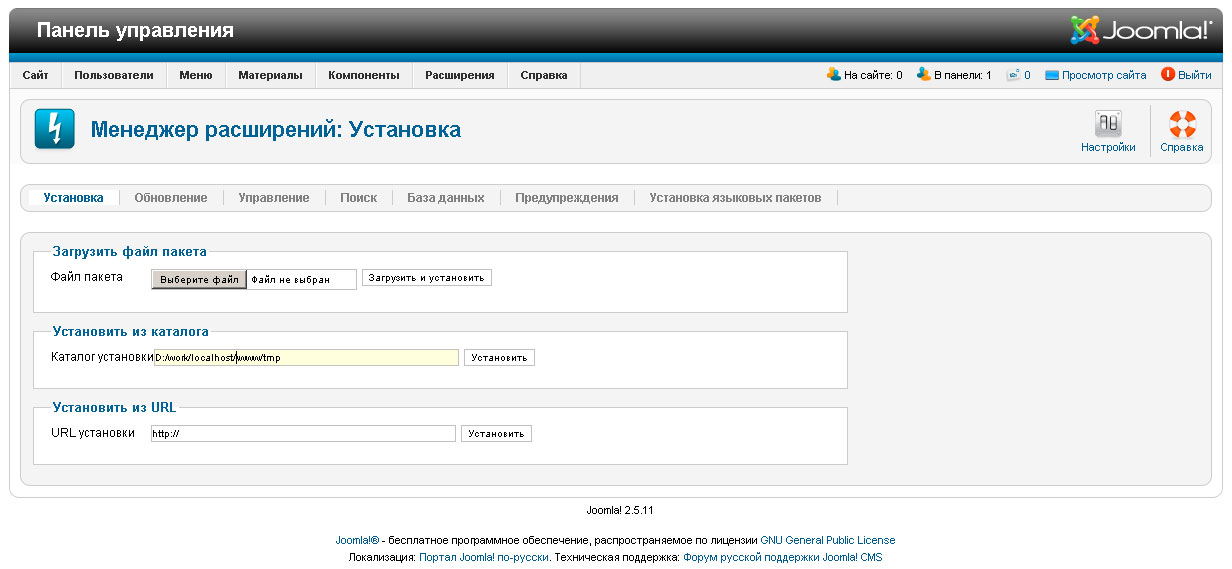 Панель управления
Joomla!®
Сайт Пользователи Меню Материалы Компоненты Расширения Справка На сайте: 0 В панели: 1 0 Просмотр сайта Выйти
Менеджер расширений: Установка
Настройки Справка
Установка Обновление Управление Поиск База данных Предупреждения Установка языковых пакетов
Загрузить файл пакета
Файл пакета Выберите файл Файл не выбран Загрузить и установить
Установить из каталога
Каталог установки D:/work/localhost/www/tmp Установить
Установить из URL
URL установки http:// Установить
Joomla! 2.5.11
Joomla!® - бесплатное программное обеспечение, распространяемое по лицензии GNU General Public License
Локализация: Портал Joomla! по-русски. Техническая поддержка: Форум русской поддержки Joomla! CMS